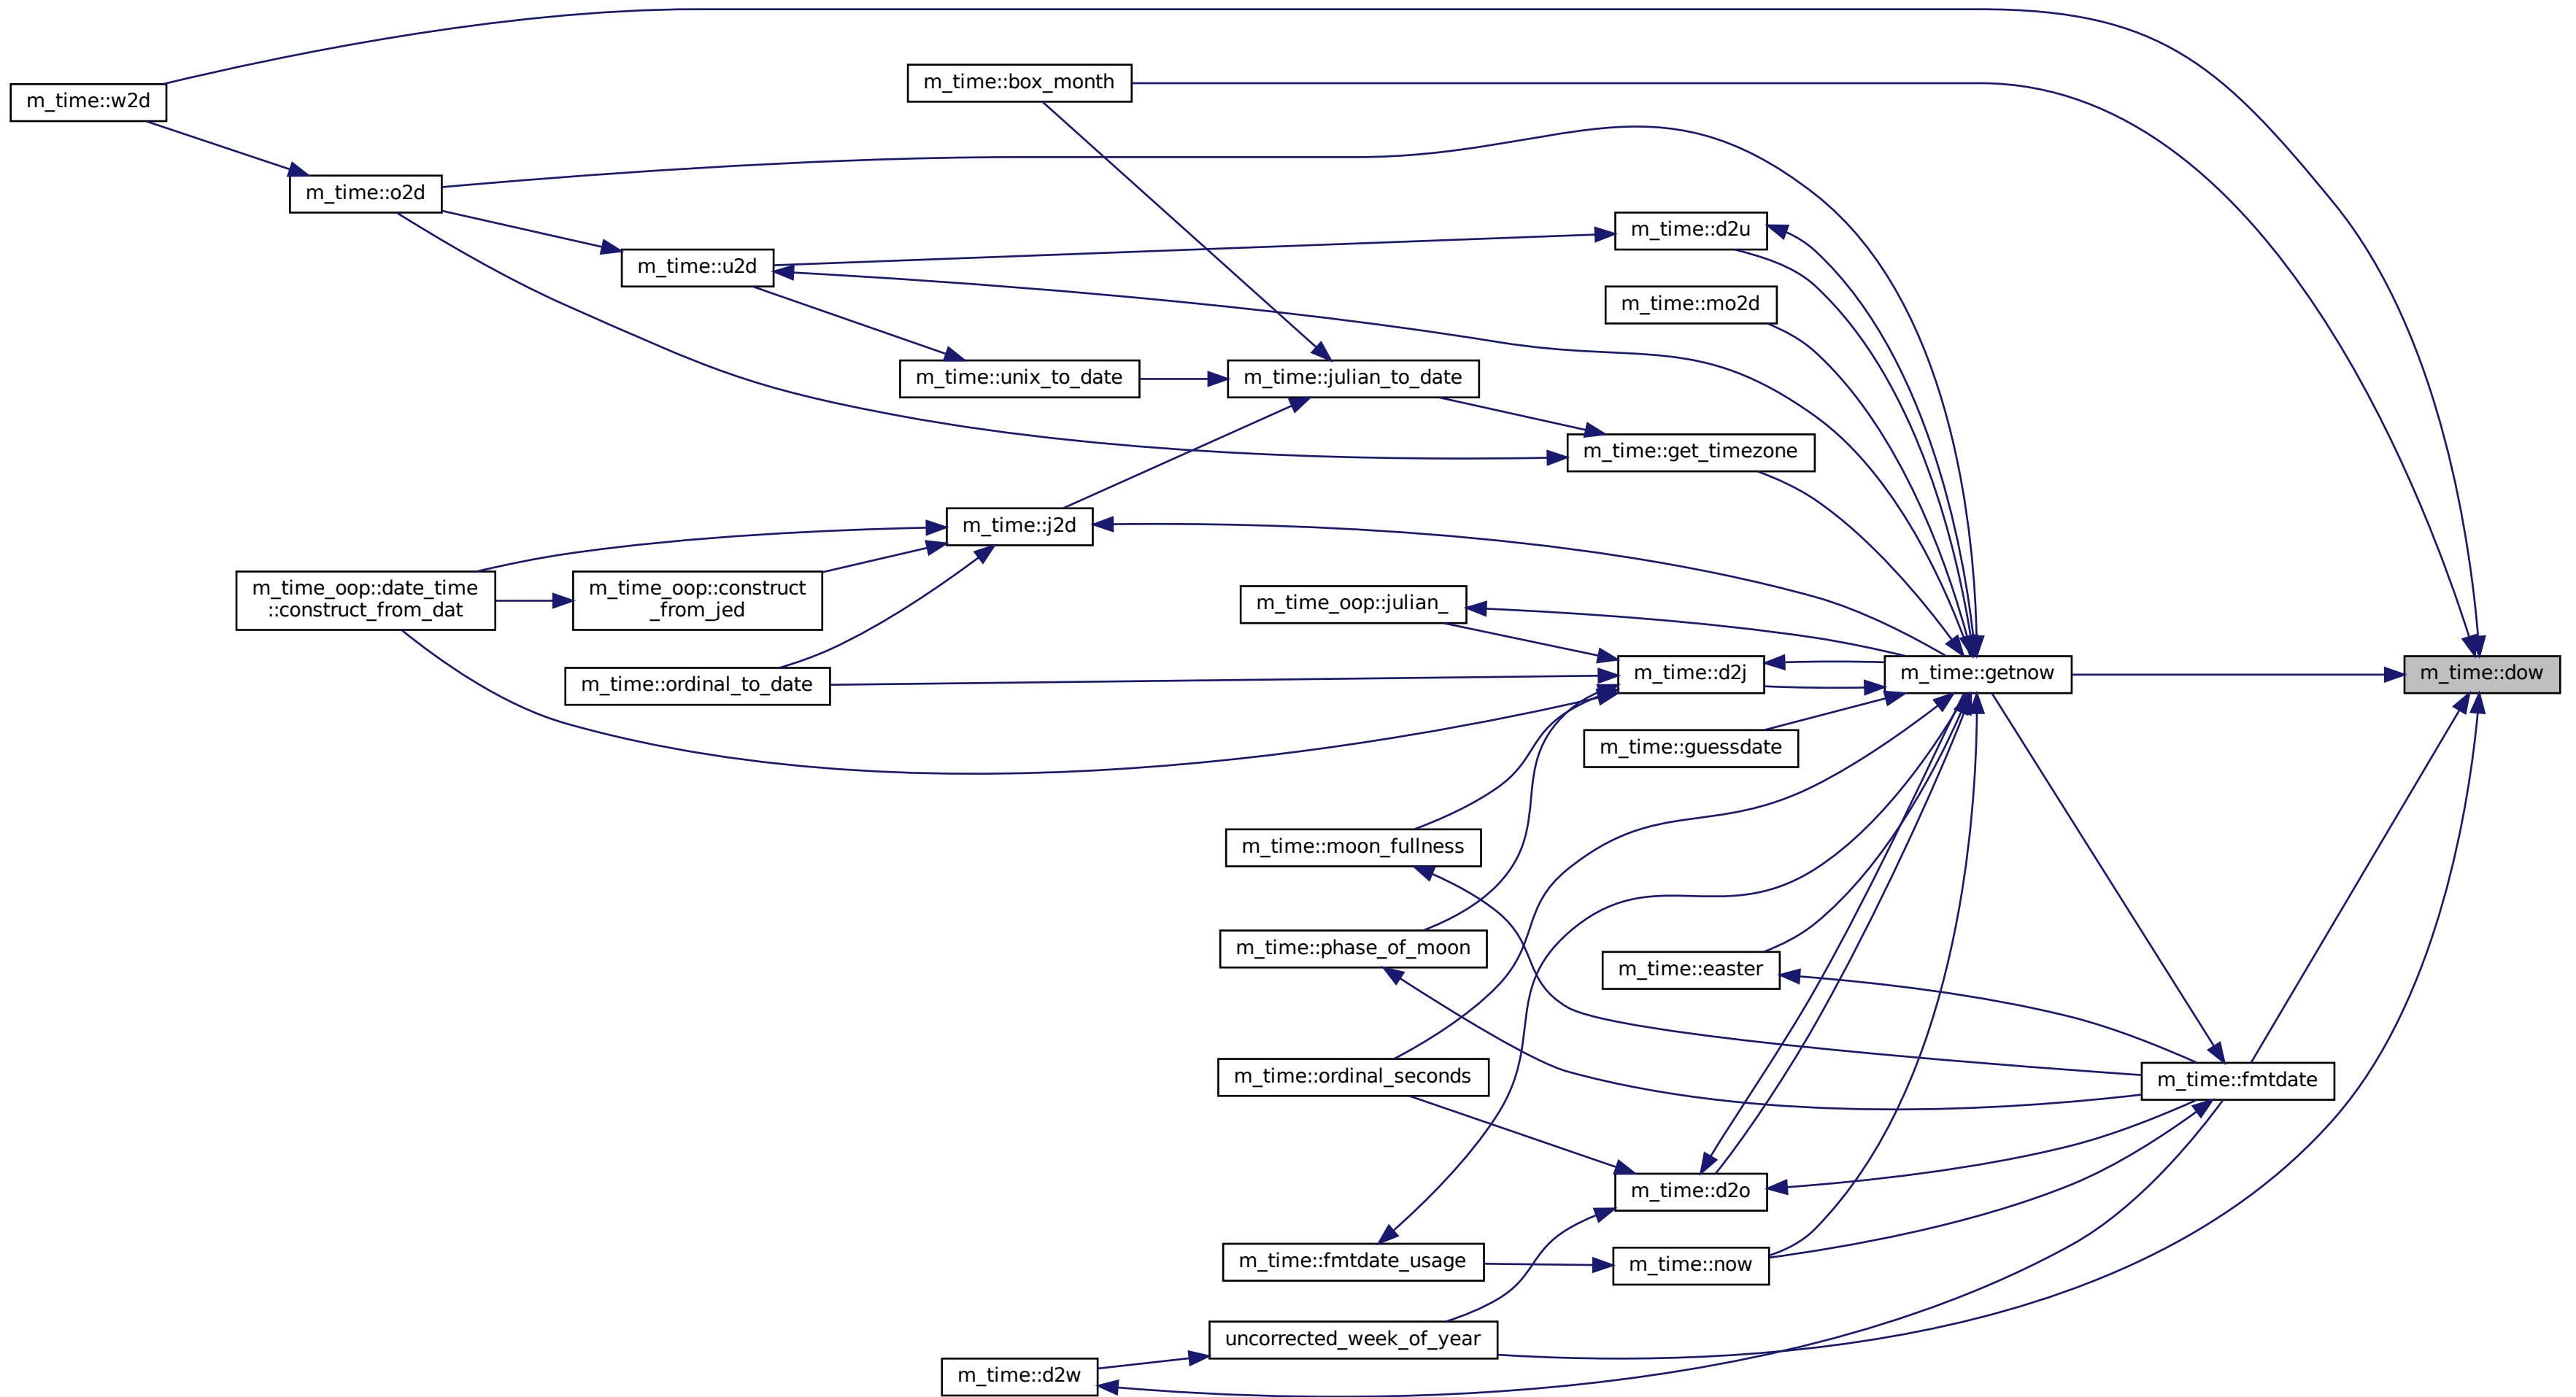 m_time::box_month
m_time::w2d
m_time::o2d
m_time::d2u
m_time::u2d
m_time::mo2d
m_time::unix_to_date
m_time::julian_to_date
m_time::get_timezone
m_time::j2d
m_time_oop::date_time
::construct_from_dat
m_time_oop::construct
_from_jed
m_time_oop::julian_
m_time::ordinal_to_date
m_time::d2j
m_time::getnow
m_time::dow
m_time::guessdate
m_time::moon_fullness
m_time::phase_of_moon
m_time::easter
m_time::ordinal_seconds
m_time::fmtdate
m_time::d2o
m_time::fmtdate_usage
m_time::now
uncorrected_week_of_year
m_time::d2w